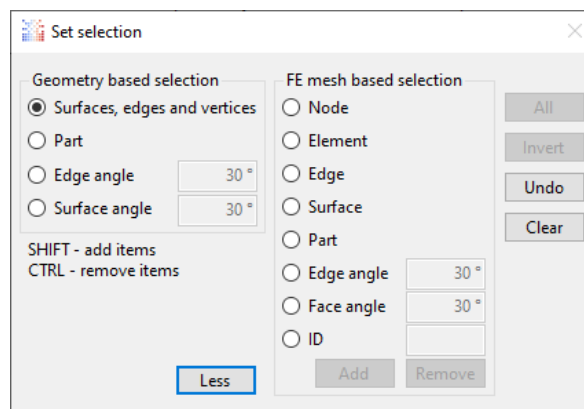 Set selection
Geometry based selection
Surfaces, edges and vertices
Part
Edge angle 30 °
Surface angle 30 °
SHIFT - add items
CTRL - remove items
Less
FE mesh based selection
Node
Element
Edge
Surface
Part
Edge angle 30 °
Face angle 30 °
ID
Add Remove
All
Invert
Undo
Clear